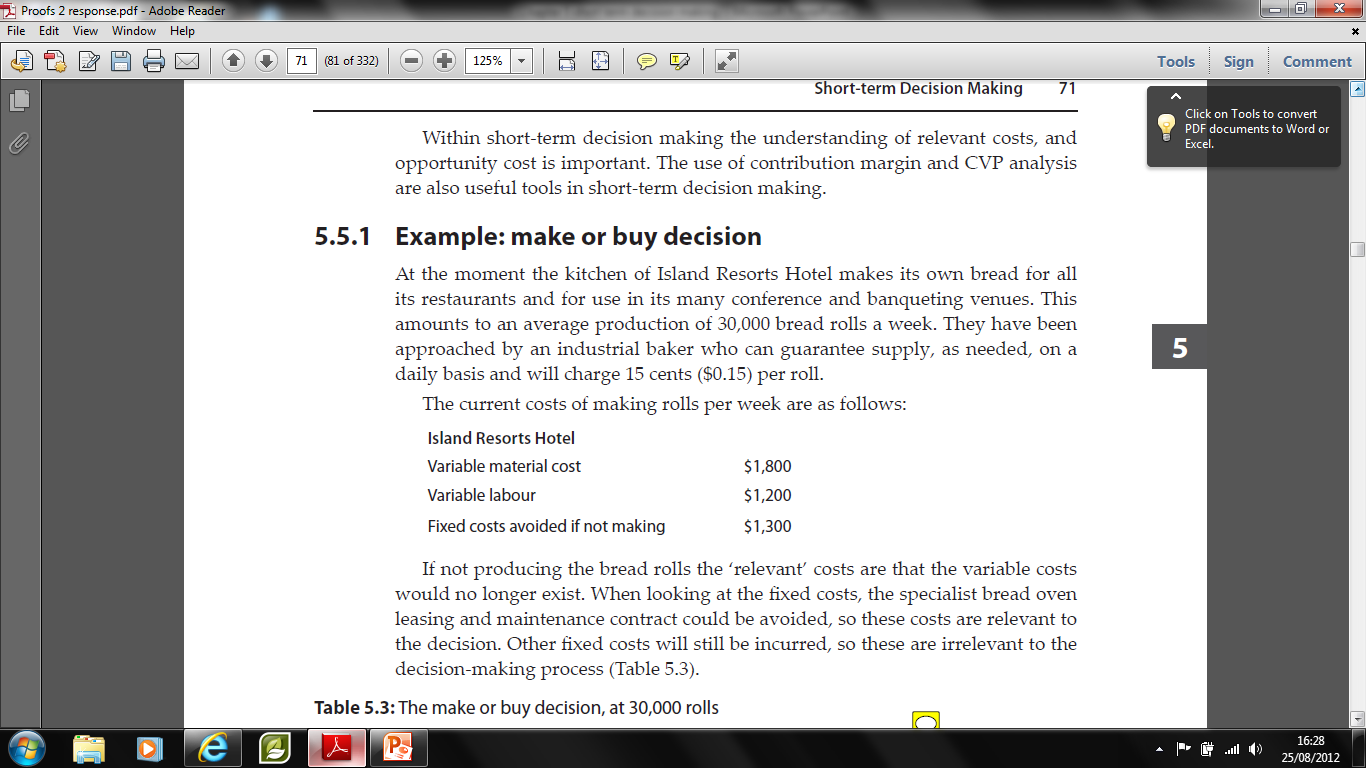 Proofs 2 response.pdf - Adobe Reader
File Edit View Window Help
71 (81 of 332) 125% Tools Sign Comment
Short-term Decision Making 71
Click on Tools to convert
PDF documents to Word or
Excel.
Within short-term decision making the understanding of relevant costs, and
opportunity cost is important. The use of contribution margin and CVP analysis
are also useful tools in short-term decision making.
5.5.1 Example: make or buy decision
At the moment the kitchen of Island Resorts Hotel makes its own bread for all
its restaurants and for use in its many conference and banqueting venues. This
amounts to an average production of 30,000 bread rolls a week. They have been
approached by an industrial baker who can guarantee supply, as needed, on a
daily basis and will charge 15 cents ($0.15) per roll.
5
The current costs of making rolls per week are as follows:
Island Resorts Hotel
Variable material cost $1,800
Variable labour $1,200
Fixed costs avoided if not making $1,300
If not producing the bread rolls the ‘relevant’ costs are that the variable costs
would no longer exist. When looking at the fixed costs, the specialist bread oven
leasing and maintenance contract could be avoided, so these costs are relevant to
the decision. Other fixed costs will still be incurred, so these are irrelevant to the
decision-making process (Table 5.3).
Table 5.3: The make or buy decision, at 30,000 rolls
16:28
25/08/2012